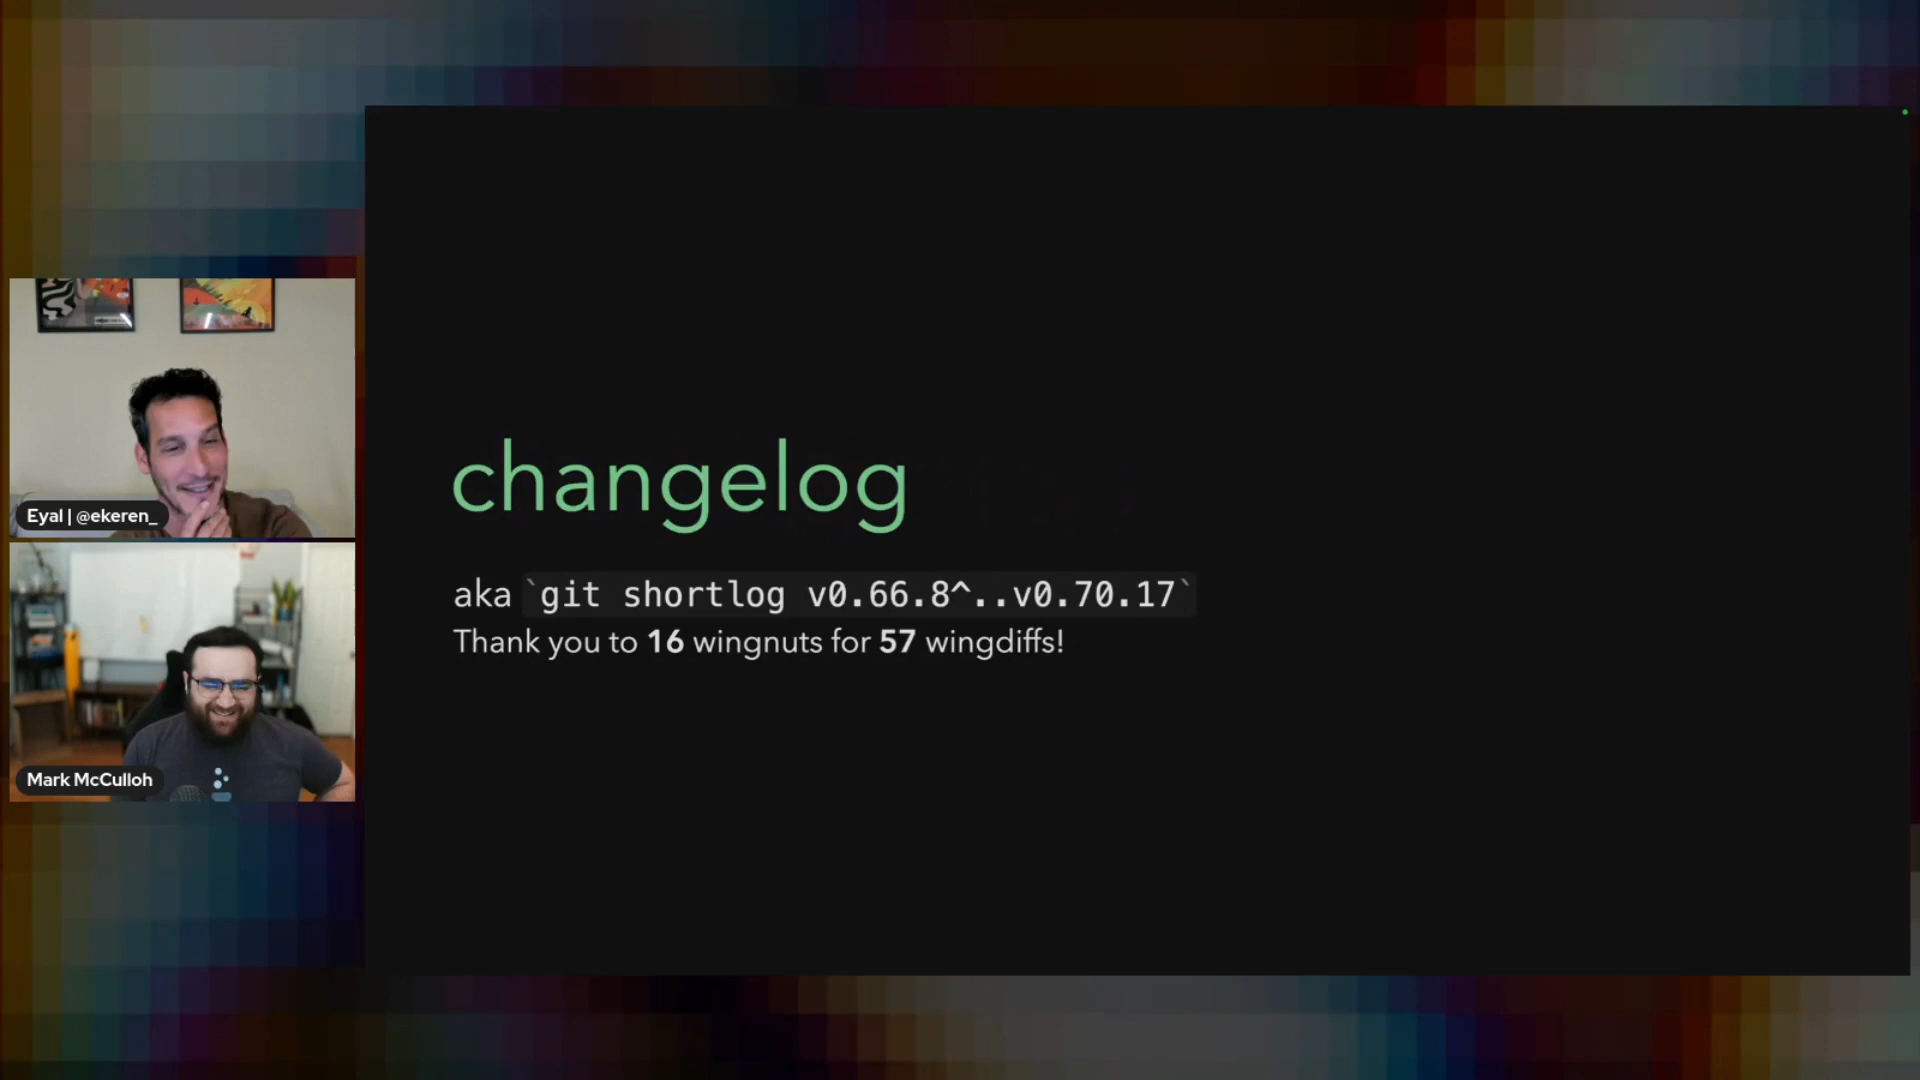 Eyal | @ekeren_
Mark McCulloh
changelog
aka `git shortlog v0.66.8^..v0.70.17`
Thank you to 16 wingnuts for 57 wingdiffs!